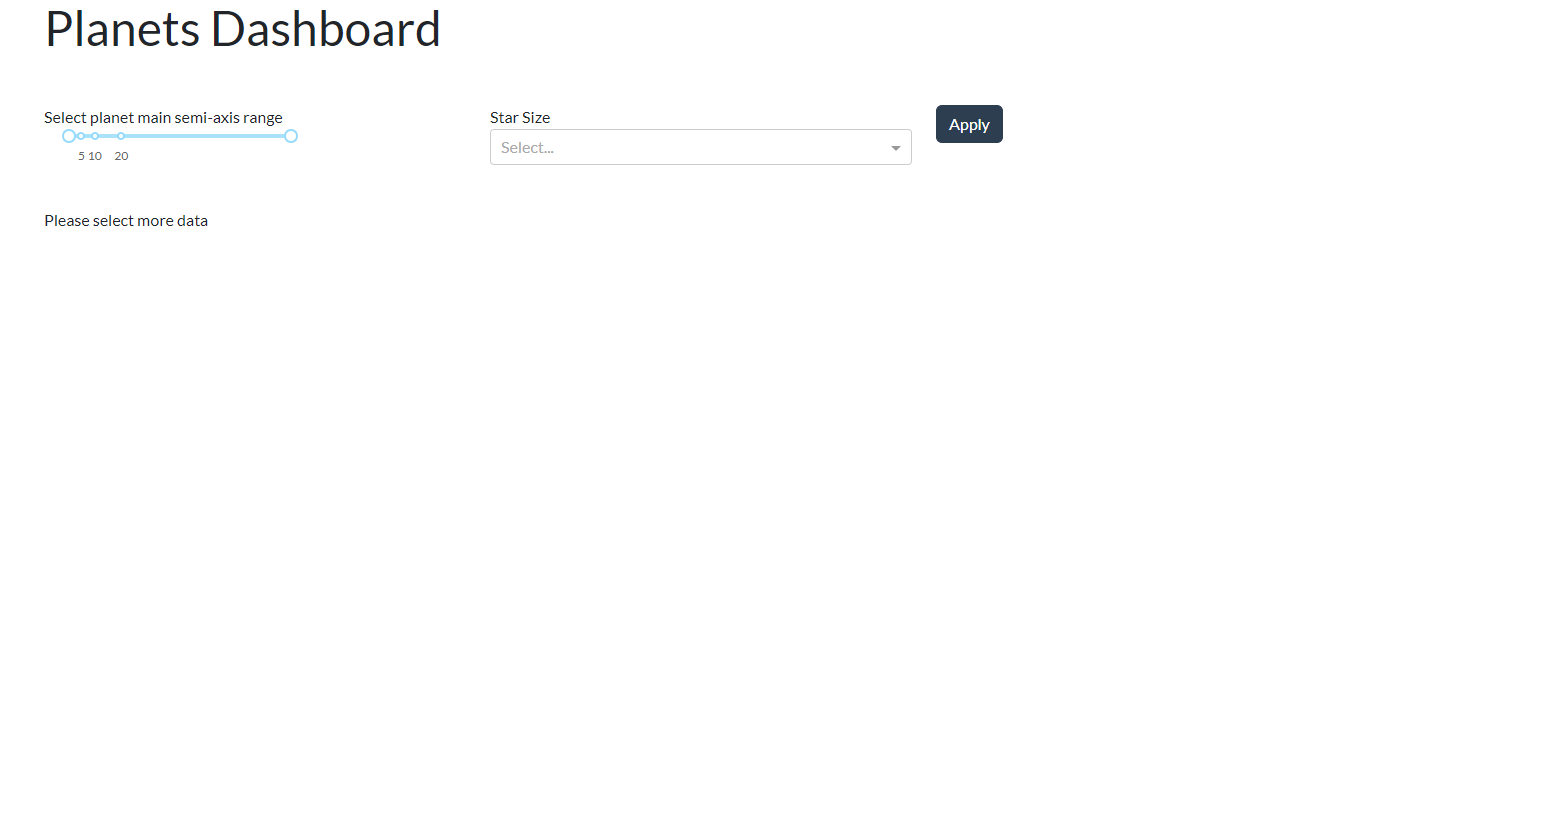 Planets Dashboard
Select planet main semi-axis range
5 10 20
Star Size
Select...
Apply
Please select more data